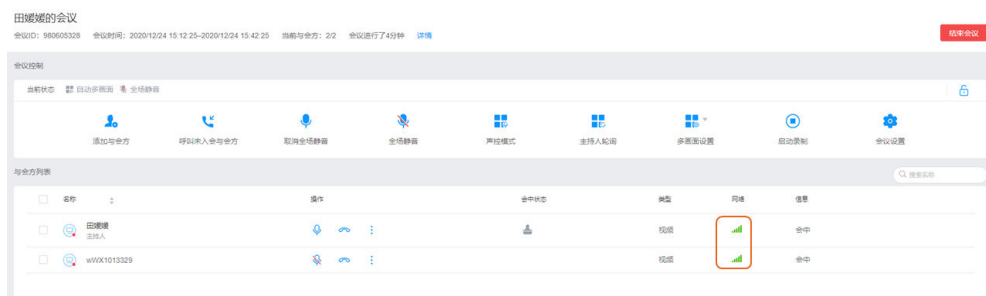 田媛媛的会议
会议ID: 980605328 会议时间: 2020/12/24 15:12:25-2020/12/24 15:42:25 当前与会方: 2/2 会议进行了4分钟 详情 结束会议
会议控制
当前状态 自动多画面 全场静音
添加与会方 呼叫未入会与会方 取消全场静音 全场静音 声控模式 主持人轮询 多画面设置 启动录制 会议设置
与会方列表 搜索名称
名称 操作 会中状态 类型 网络 信息
田媛媛 视频 会中
主持人
wWX1013329 视频 会中